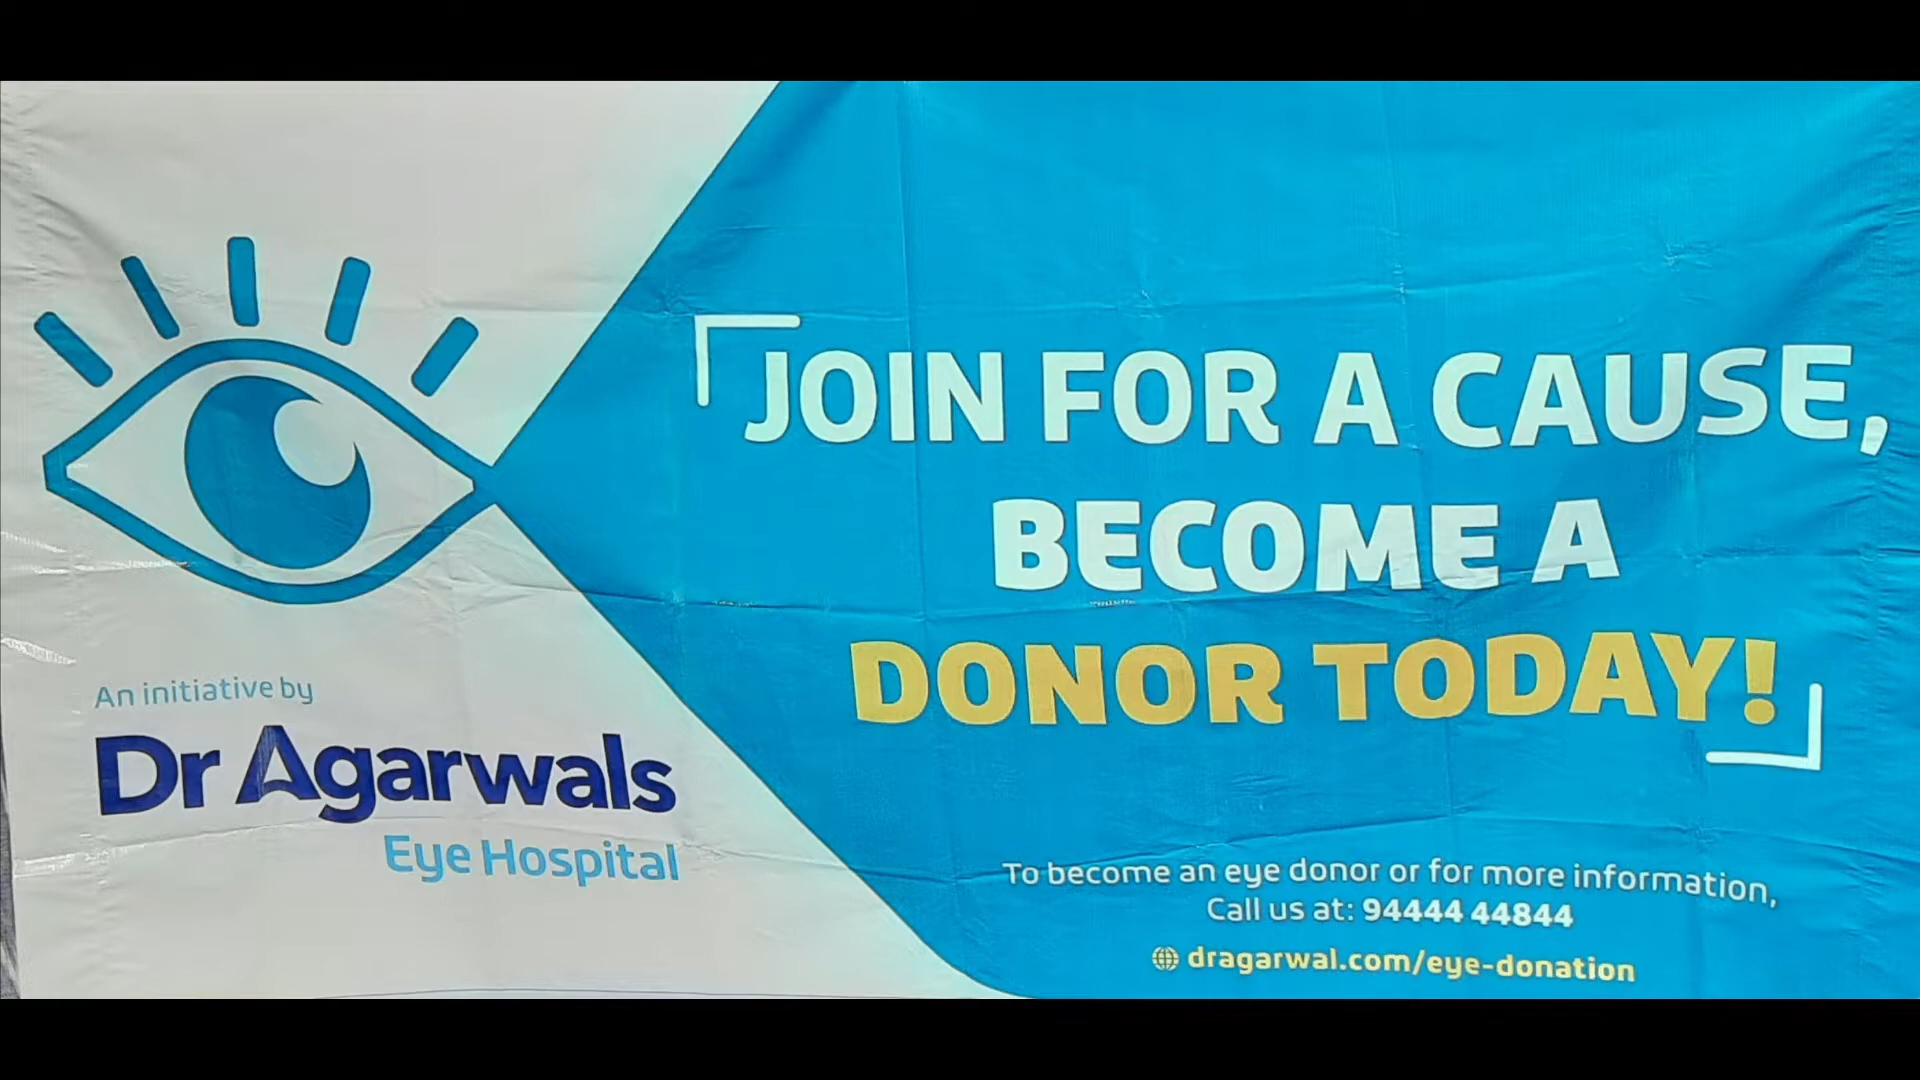 JOIN FOR A CAUSE,
BECOME A
DONOR TODAY!
An initiative by
Dr Agarwals
Eye Hospital
To become an eye donor or for more information,
Call us at: 94444 44844
dragarwal.com/eye-donation